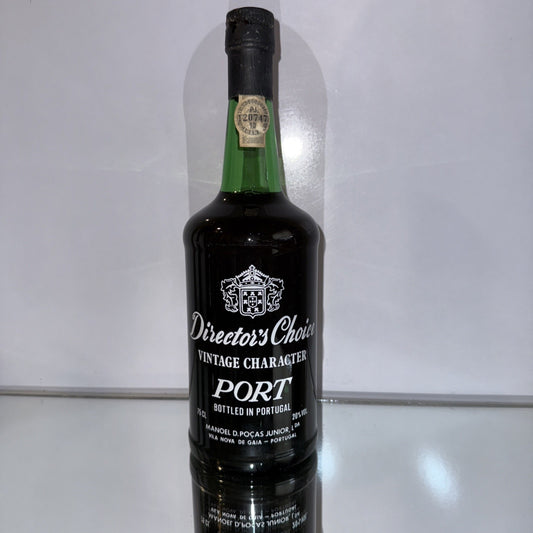 Director's Choice
VINTAGE CHARACTER
PORT
BOTTLED IN PORTUGAL
75 CL 20% VOL
MANOEL D. POÇAS JUNIOR, LDA
VILA NOVA DE GAIA — PORTUGAL